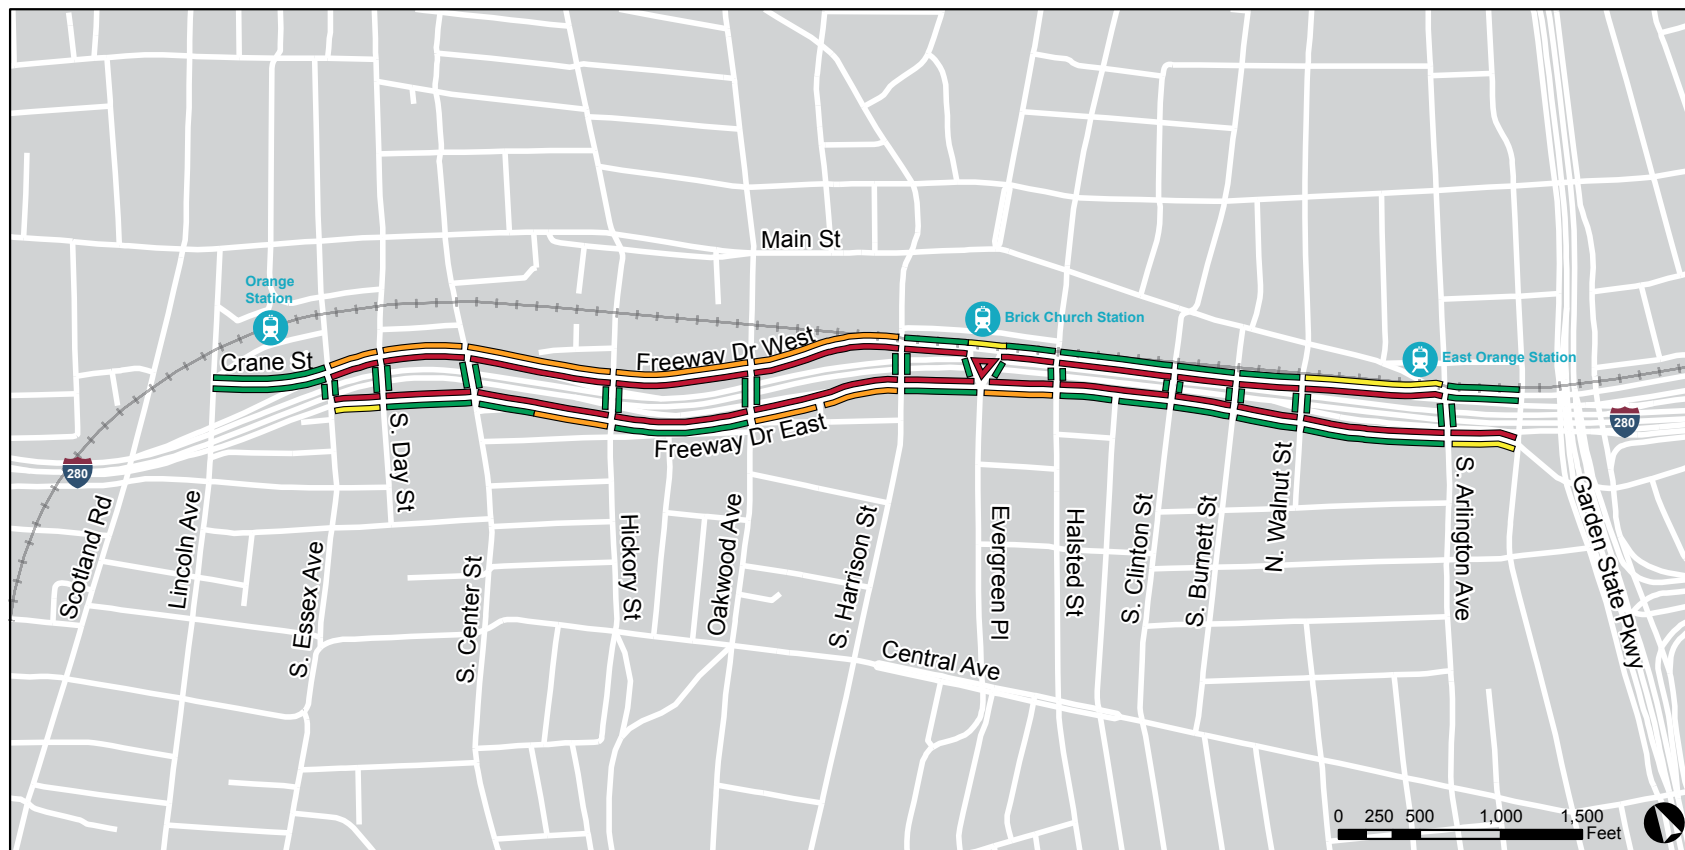 Main St
Orange
Station
Brick Church Station
Freeway Dr West
Crane St
East Orange Station
280
Freeway Dr East
280
S. Day St
Scotland Rd
Lincoln Ave
S. Essex Ave
S. Center St
Hickory St
Oakwood Ave
S. Harrison St
Evergreen Pl
Halsted St
S. Clinton St
S. Burnett St
N. Walnut St
S. Arlington Ave
Garden State Pkwy
Central Ave
0 250 500 1,000 1,500
Feet